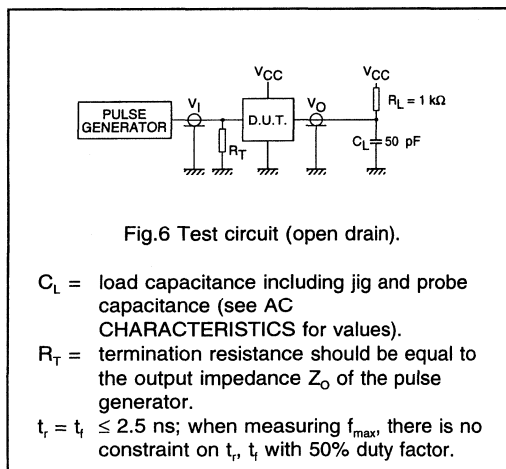 V_CC V_CC
V_I V_O R_L = 1 kΩ
PULSE
GENERATOR
D.U.T.
R_T C_L 50 pF
Fig.6 Test circuit (open drain).
C_L = load capacitance including jig and probe
capacitance (see AC
CHARACTERISTICS for values).
R_T = termination resistance should be equal to
the output impedance Z_O of the pulse
generator.
t_r = t_f ≤ 2.5 ns; when measuring f_max, there is no
constraint on t_r, t_f with 50% duty factor.